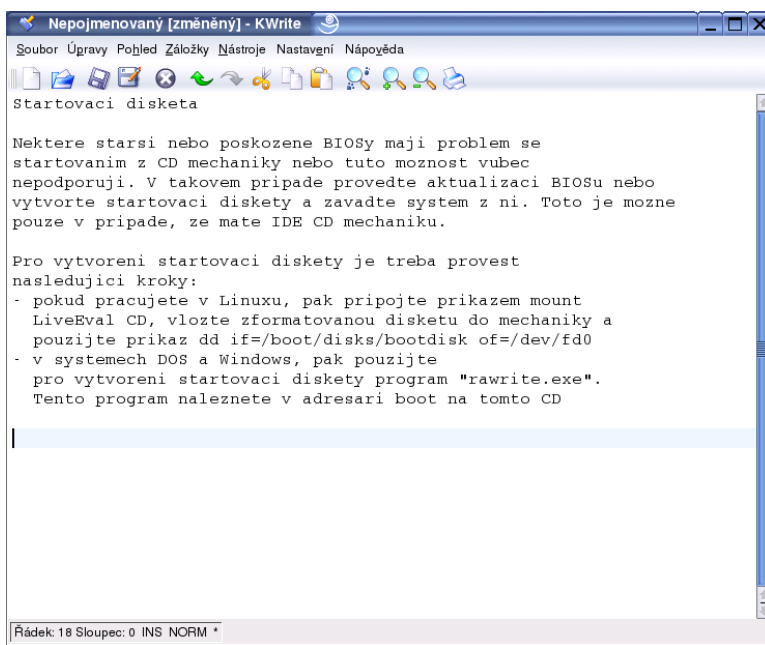 Nepojmenovaný [změněný] - KWrite
Soubor Úpravy Pohled Záložky Nástroje Nastavení Nápověda
Startovaci disketa
Nektere starsi nebo poskozene BIOSy maji problem se
startovanim z CD mechaniky nebo tuto moznost vubec
nepodporuji. V takovem pripade provedte aktualizaci BIOSu nebo
vytvorte startovaci diskety a zavadte system z ni. Toto je mozne
pouze v pripade, ze mate IDE CD mechaniku.
Pro vytvoreni startovaci diskety je treba provest
nasledujici kroky:
- pokud pracujete v Linuxu, pak pripojte prikazem mount
LiveEval CD, vlozte zformatovanou disketu do mechaniky a
pouzijte prikaz dd if=/boot/disks/bootdisk of=/dev/fd0
- v systemech DOS a Windows, pak pouzijte
pro vytvoreni startovaci diskety program "rawrite.exe".
Tento program naleznete v adresari boot na tomto CD
Řádek: 18 Sloupec: 0 INS NORM *